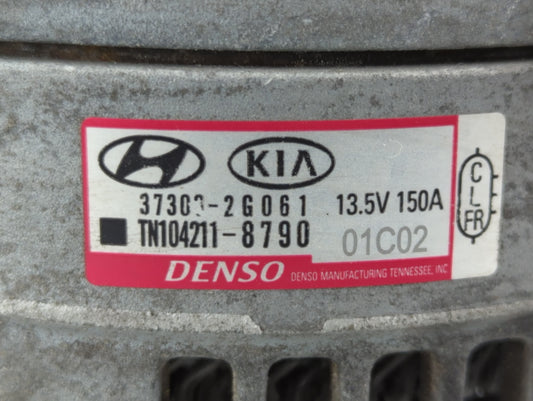 KIA
37300-2G061 13.5V 150A
TN104211-8790 01C02
DENSO DENSO MANUFACTURING TENNESSEE, INC
C
L
FR